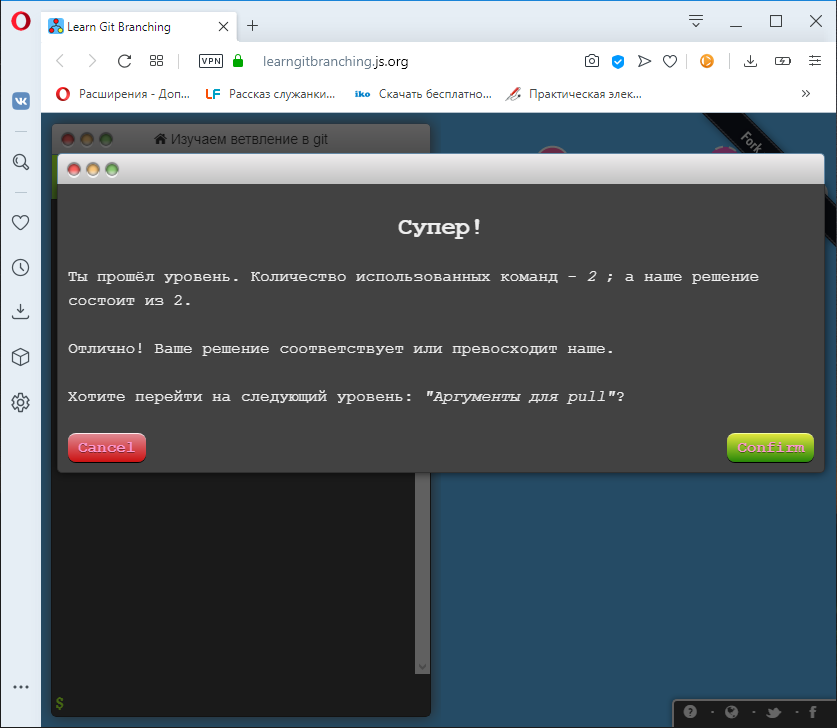 Learn Git Branching
VPN
learngitbranching.js.org
Расширения - Доп...
LF
Рассказ служанки...
iko
Скачать бесплатно...
Практическая элек...
Изучаем ветвление в git
Fork
Супер!
Ты прошёл уровень. Количество использованных команд - 2 ; а наше решение
состоит из 2.
Отлично! Ваше решение соответствует или превосходит наше.
Хотите перейти на следующий уровень: "Аргументы для pull"?
Cancel
Confirm
$